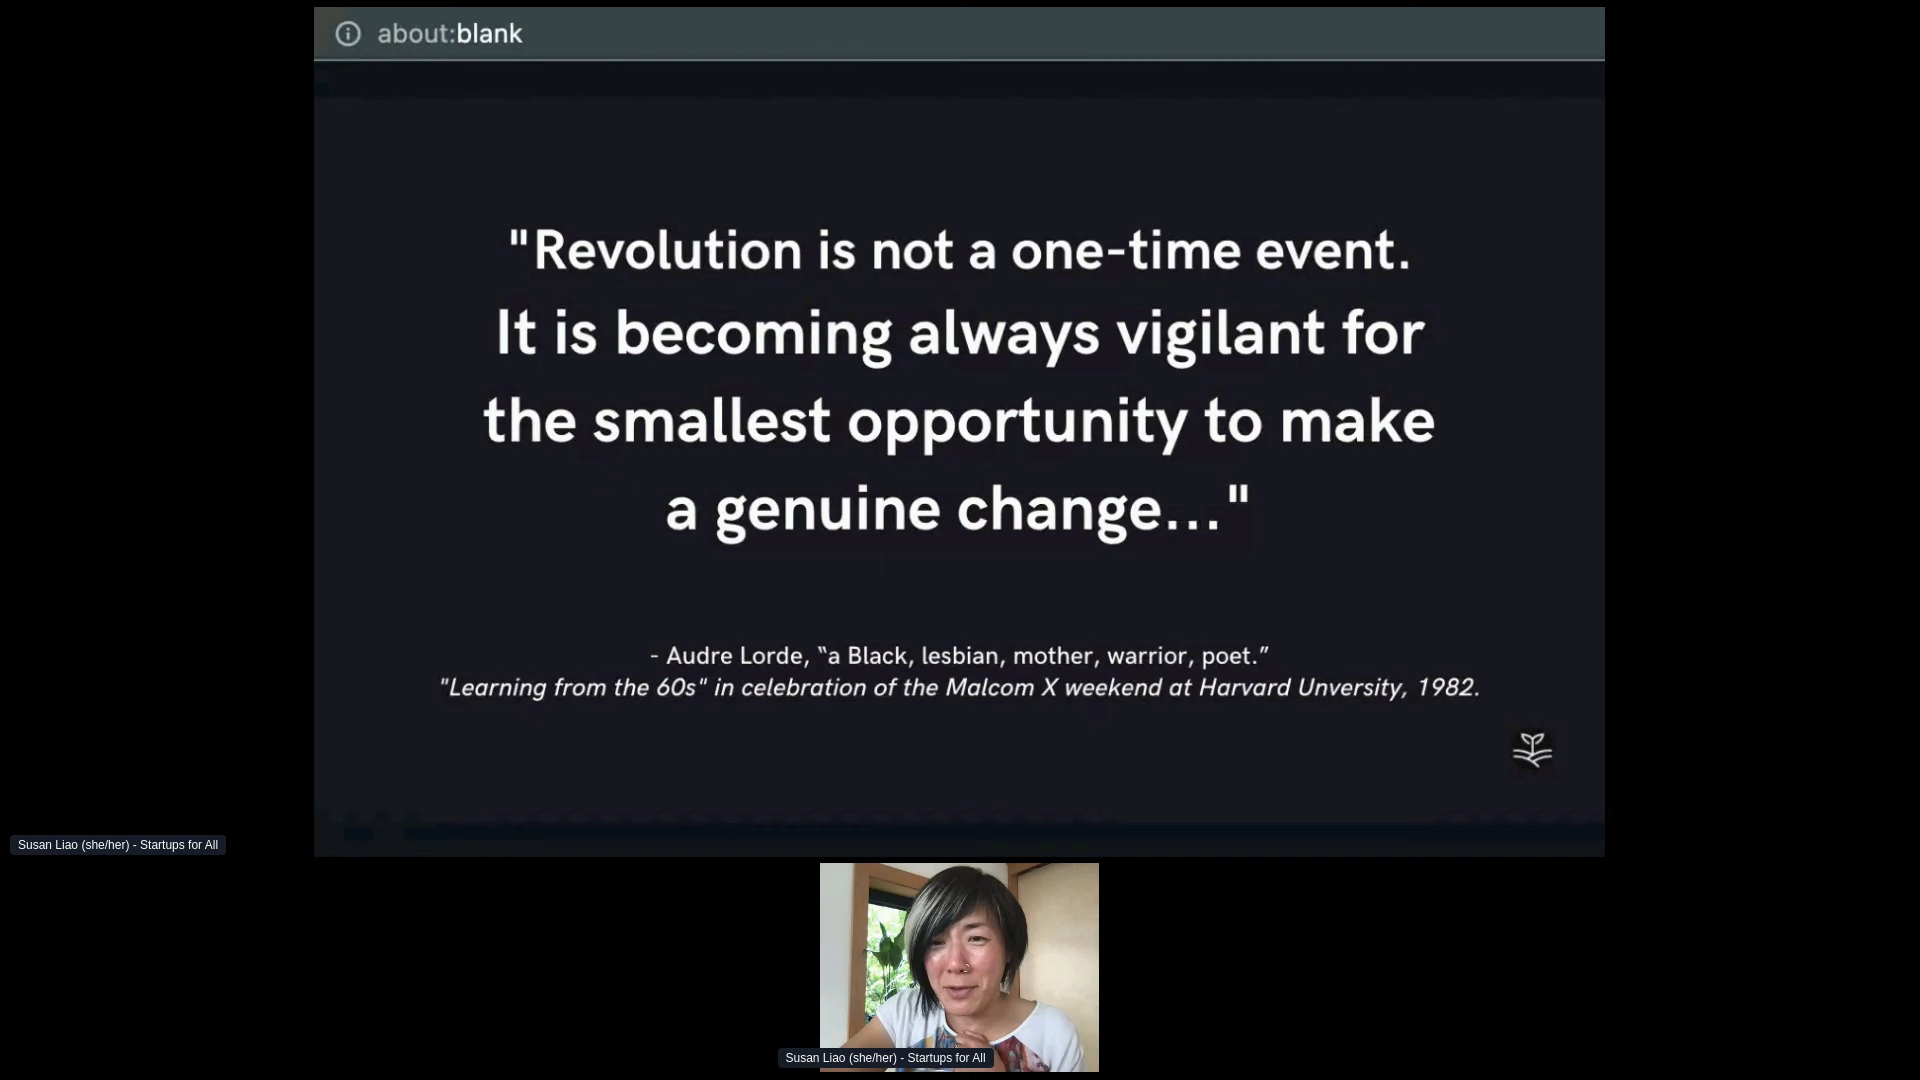 about:blank
"Revolution is not a one-time event.
It is becoming always vigilant for
the smallest opportunity to make
a genuine change..."
- Audre Lorde, “a Black, lesbian, mother, warrior, poet.”
"Learning from the 60s" in celebration of the Malcom X weekend at Harvard Unversity, 1982.
Susan Liao (she/her) - Startups for All
Susan Liao (she/her) - Startups for All